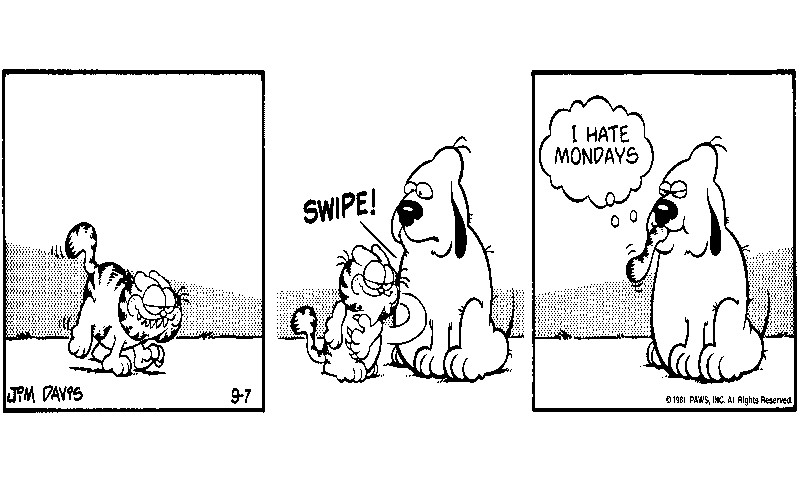 JIM DAVIS
9-7
SWIPE!
I HATE
MONDAYS
© 1981 PAWS, INC. All Rights Reserved.